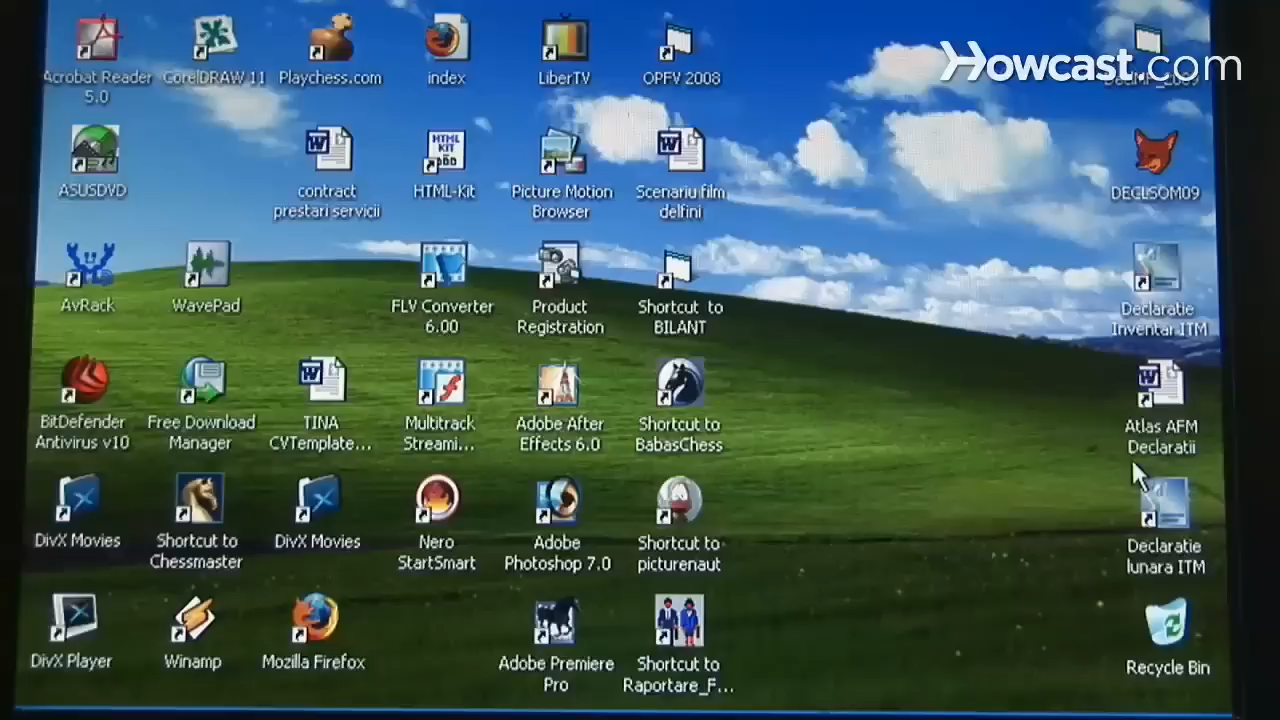 Howcast.com
Acrobat Reader
5.0
CorelDRAW 11
Playchess.com
index
LiberTV
OPFV 2008
ASUSDVD
contract
prestari servicii
HTML-Kit
HTML
KIT
Picture Motion
Browser
Scenariu film
delfini
DECLSOM09
AvRack
WavePad
FLV Converter
6.00
Product
Registration
Shortcut to
BILANT
Declaratie
Inventar ITM
BitDefender
Antivirus v10
Free Download
Manager
TINA
CVTemplate...
Multitrack
Streami...
Adobe After
Effects 6.0
Shortcut to
BabasChess
Atlas AFM
Declaratii
DivX Movies
Shortcut to
Chessmaster
DivX Movies
Nero
StartSmart
Adobe
Photoshop 7.0
Shortcut to
picturenaut
Declaratie
lunara ITM
DivX Player
Winamp
Mozilla Firefox
Adobe Premiere
Pro
Shortcut to
Raportare_F...
Recycle Bin